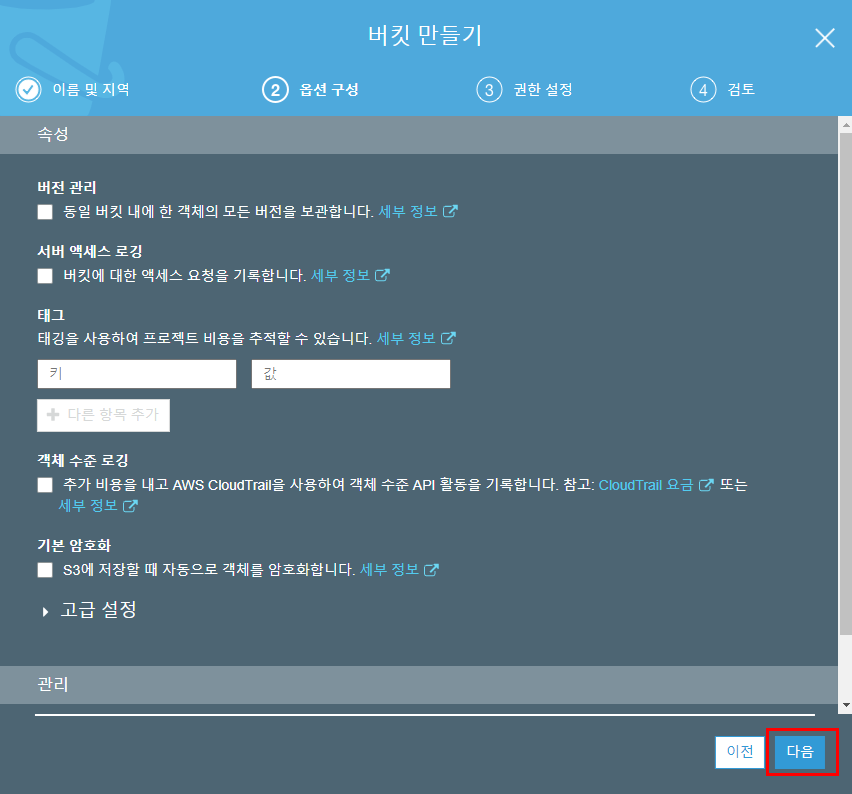 버킷 만들기
이름 및 지역
2 옵션 구성
3 권한 설정
4 검토
속성
버전 관리
동일 버킷 내에 한 객체의 모든 버전을 보관합니다. 세부 정보
서버 액세스 로깅
버킷에 대한 액세스 요청을 기록합니다. 세부 정보
태그
태깅을 사용하여 프로젝트 비용을 추적할 수 있습니다. 세부 정보
키
값
다른 항목 추가
객체 수준 로깅
추가 비용을 내고 AWS CloudTrail을 사용하여 객체 수준 API 활동을 기록합니다. 참고: CloudTrail 요금 또는
세부 정보
기본 암호화
S3에 저장할 때 자동으로 객체를 암호화합니다. 세부 정보
고급 설정
관리
이전
다음